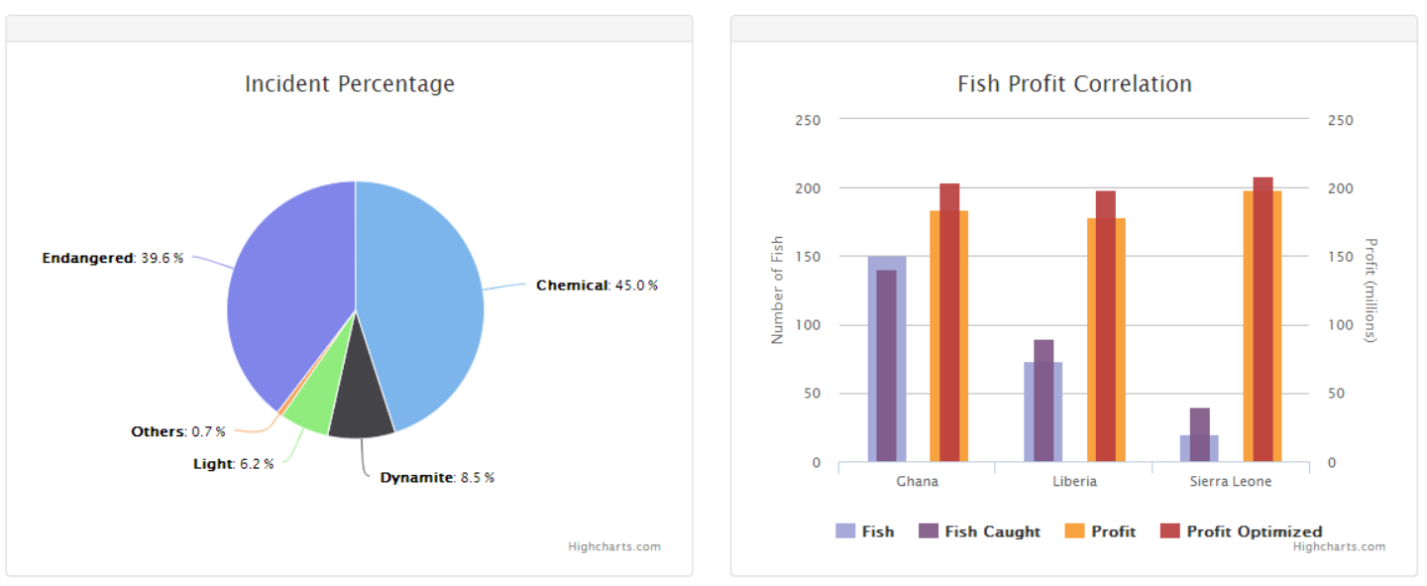 Incident Percentage
Endangered: 39.6 %
Chemical: 45.0 %
Others: 0.7 %
Light: 6.2 %
Dynamite: 8.5 %
Highcharts.com
Fish Profit Correlation
250
200
150
100
50
0
Number of Fish
250
200
150
100
50
0
Profit (millions)
Ghana
Liberia
Sierra Leone
Fish
Fish Caught
Profit
Profit Optimized
Highcharts.com